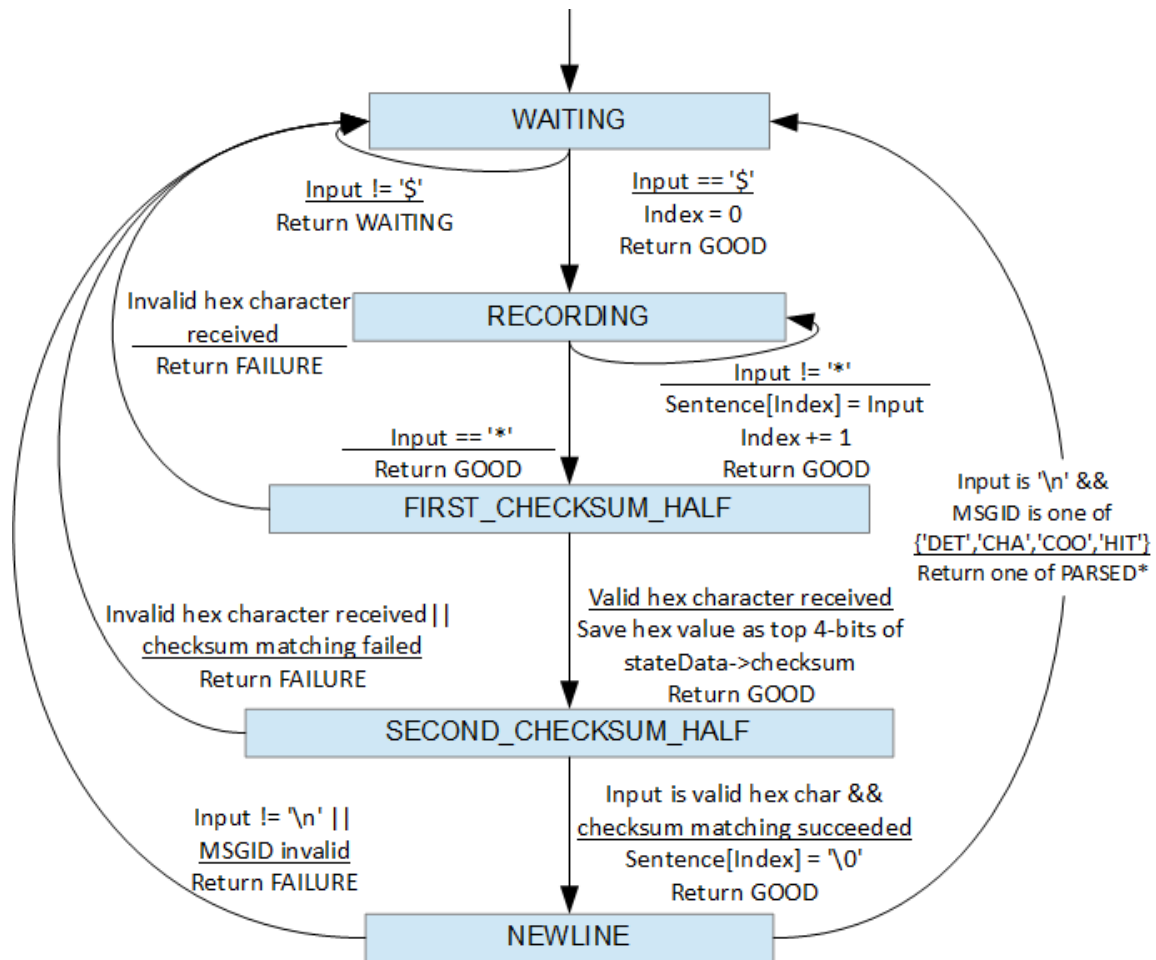 WAITING
Input != '$'
Return WAITING
Input == '$'
Index = 0
Return GOOD
RECORDING
Invalid hex character
received
Return FAILURE
Input != '*'
Sentence[Index] = Input
Index += 1
Return GOOD
Input == '*'
Return GOOD
FIRST_CHECKSUM_HALF
Input is '\n' &&
MSGID is one of
{'DET','CHA','COO','HIT'}
Return one of PARSED*
Invalid hex character received||
checksum matching failed
Return FAILURE
Valid hex character received
Save hex value as top 4-bits of
stateData->checksum
Return GOOD
SECOND_CHECKSUM_HALF
Input != '\n' ||
MSGID invalid
Return FAILURE
Input is valid hex char &&
checksum matching succeeded
Sentence[Index] = '\0'
Return GOOD
NEWLINE